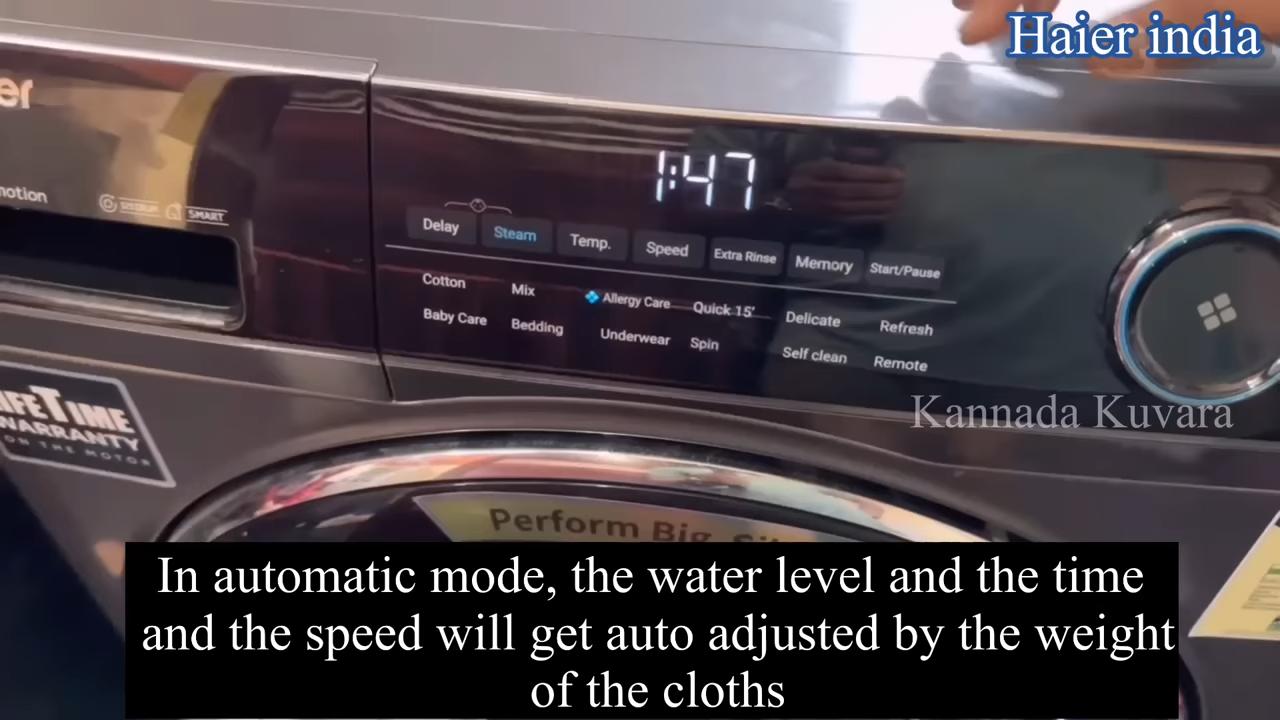 Haier india
er
motion
SMART
1:47
Delay Steam Temp. Speed Extra Rinse Memory Start/Pause
Cotton Mix Allergy Care Quick 15' Delicate Refresh
Baby Care Bedding Underwear Spin Self clean Remote
Kannada Kuvara
LIFETIME
WARRANTY
ON THE MOTOR
Perform Big.
In automatic mode, the water level and the time
and the speed will get auto adjusted by the weight
of the cloths